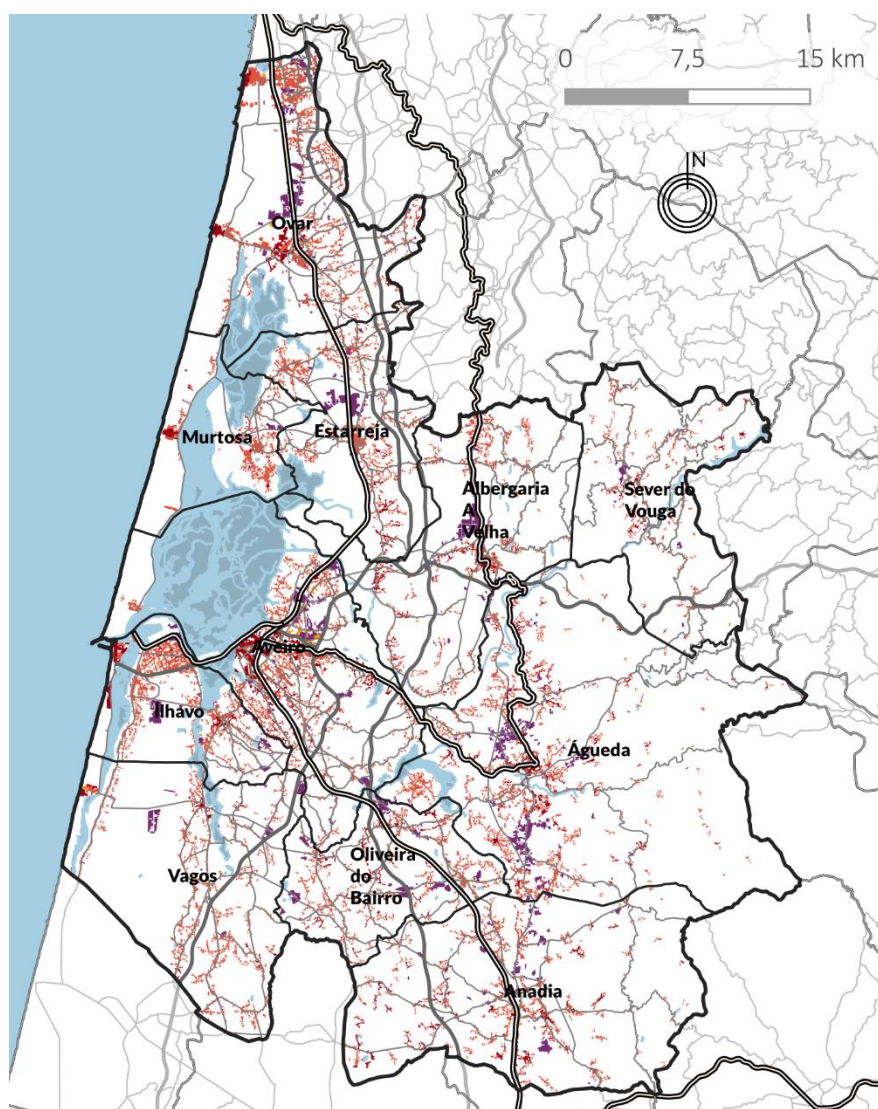 0 7,5 15 km
N
Ovar
Murtosa
Estarreja
Albergaria
A
Velha
Sever do
Vouga
Aveiro
Ílhavo
Águeda
Vagos
Oliveira
do
Bairro
Anadia